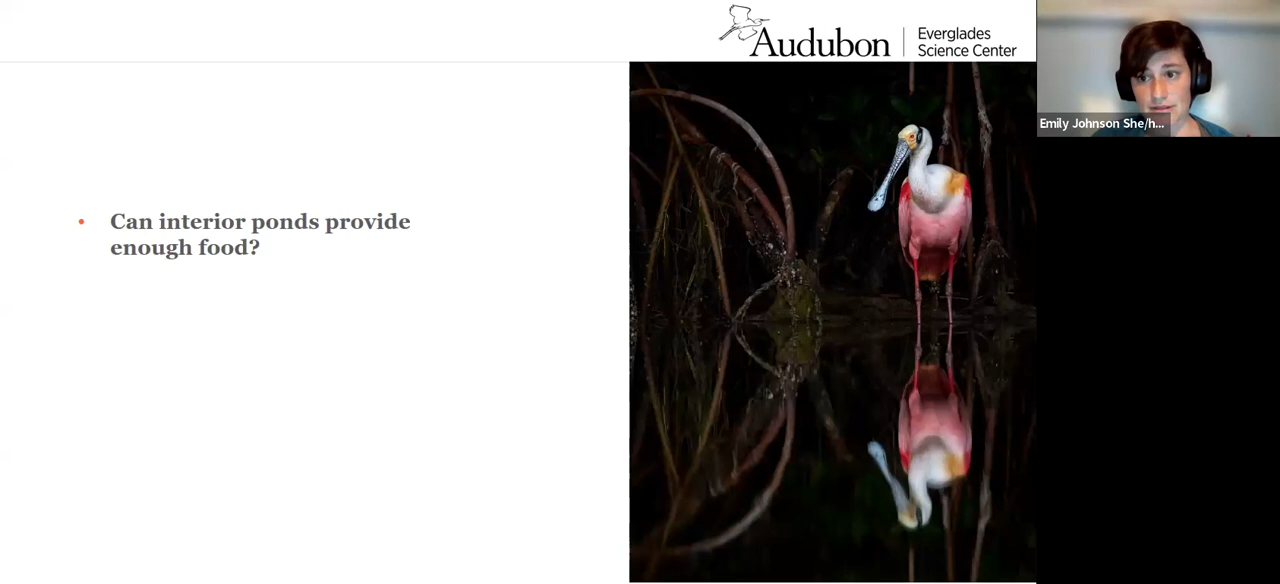 Audubon
Everglades
Science Center
Emily Johnson She/h...
• Can interior ponds provide
enough food?